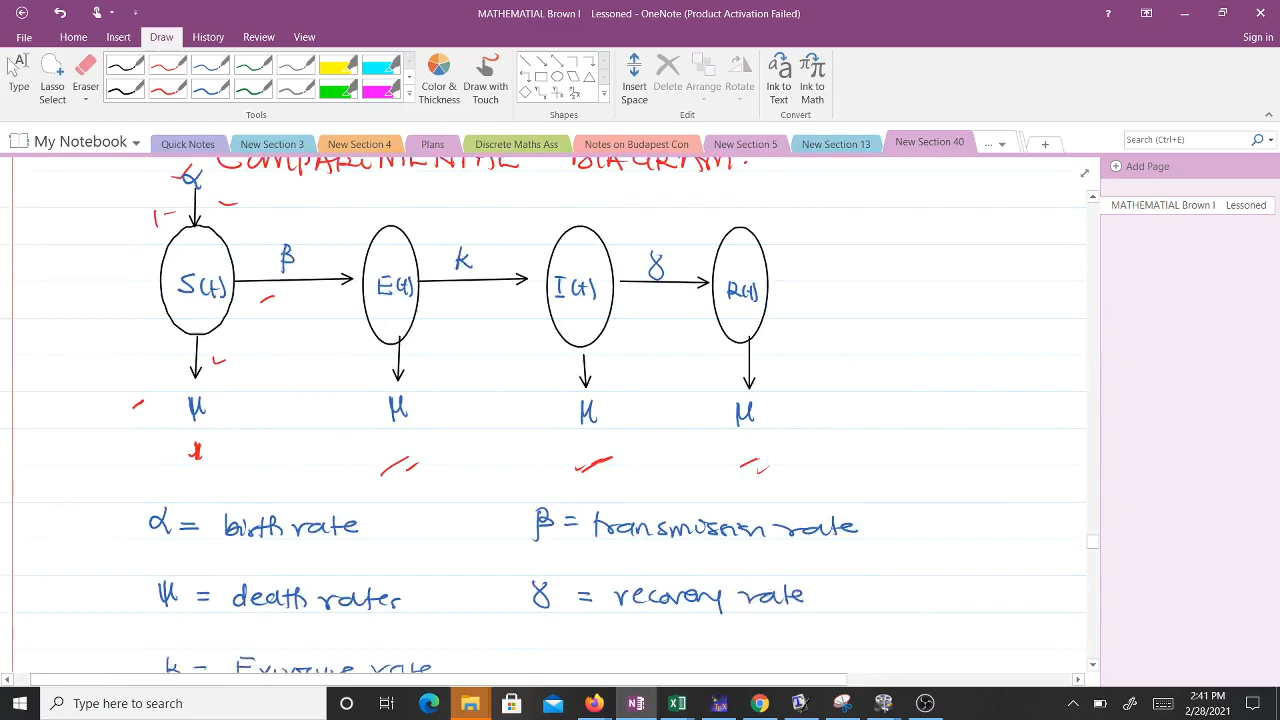 MATHEMATIAL Brown I Lessoned - OneNote (Product Activation Failed)
File Home Insert Draw History Review View Sign in
Type Lasso Select Eraser Color & Thickness Draw with Touch Insert Space Delete Arrange Rotate Ink to Text Ink to Math
Tools Shapes Edit Convert
My Notebook Quick Notes New Section 3 New Section 4 Plans Discrete Maths Ass Notes on Budapest Con New Section 5 New Section 13 New Section 40 ... Search (Ctrl+E)
Add Page
MATHEMATIAL Brown I Lessoned
DIAGRAM.
α
β k γ
S(t) E(t) I(t) R(t)
μ μ μ μ
α = birth rate β = transmission rate
μ = death rates γ = recovery rate
k = rate
Type here to search
2:41 PM
2/28/2021